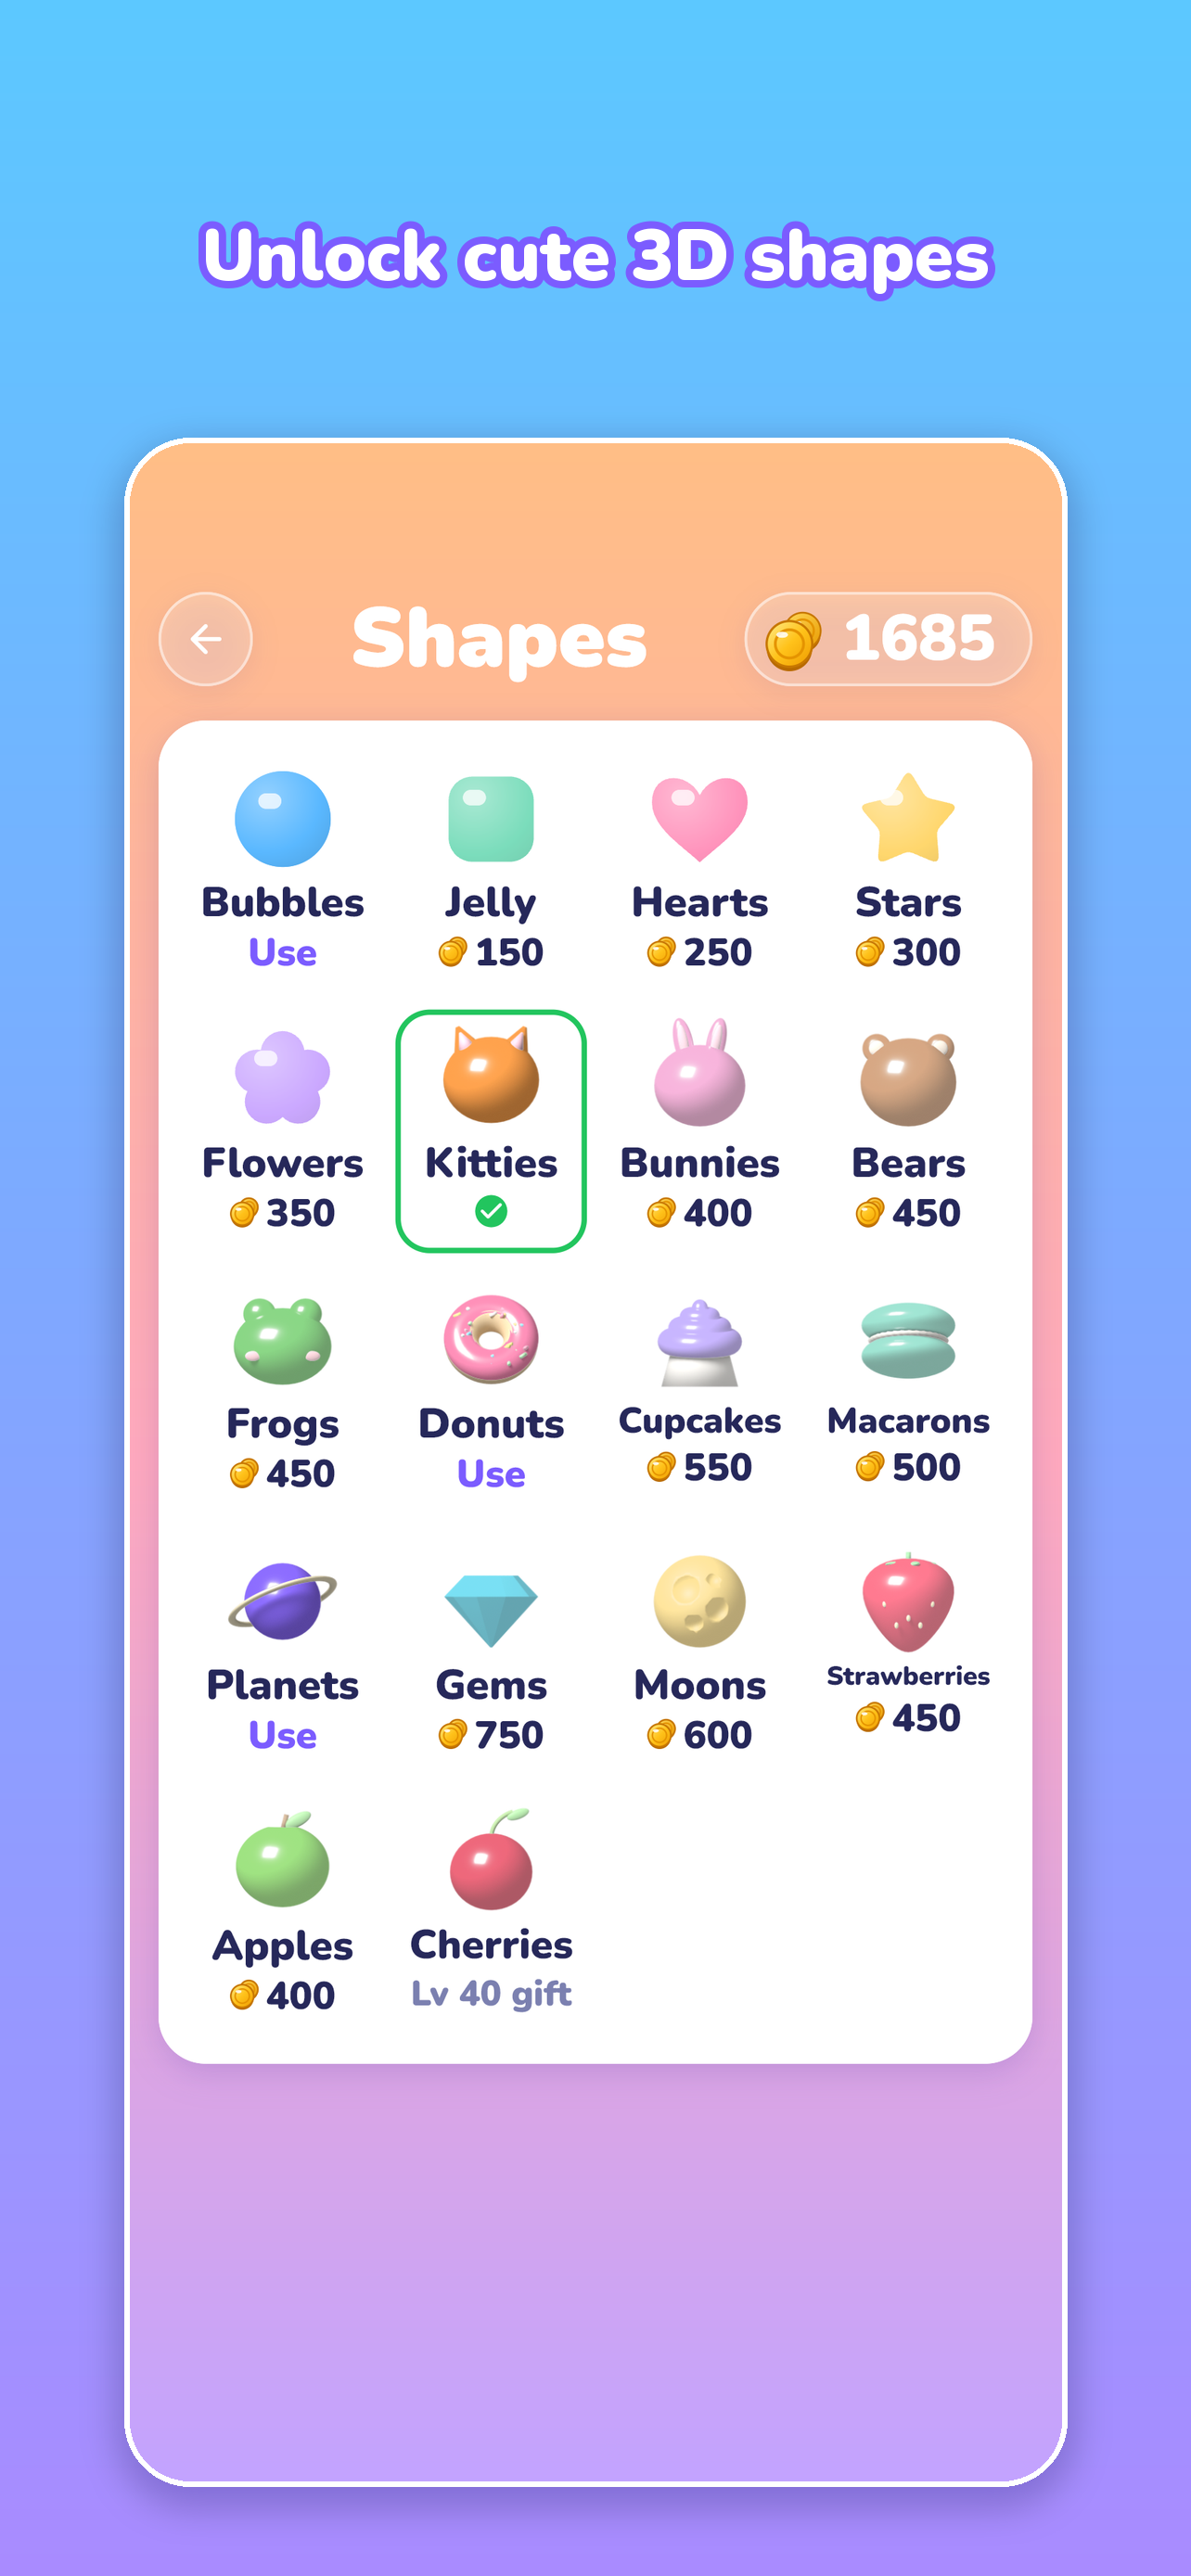 Unlock cute 3D shapes
Shapes
1685
Bubbles Jelly Hearts Stars
Use 150 250 300
Flowers Kitties Bunnies Bears
350 400 450
Frogs Donuts Cupcakes Macarons
450 Use 550 500
Planets Gems Moons Strawberries
Use 750 600 450
Apples Cherries
400 Lv 40 gift